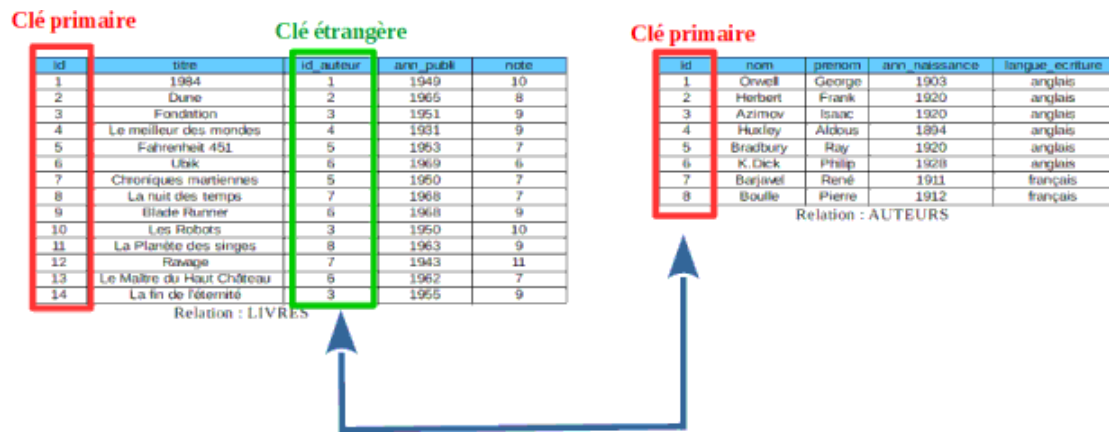 Clé primaire
Clé étrangère
Clé primaire
id titre id_auteur ann_publi note
1 1984 1 1949 10
2 Dune 2 1965 8
3 Fondation 3 1951 9
4 Le meilleur des mondes 4 1931 9
5 Fahrenheit 451 5 1953 7
6 Ubik 6 1969 6
7 Chroniques martiennes 5 1950 7
8 La nuit des temps 7 1968 7
9 Blade Runner 6 1968 9
10 Les Robots 3 1950 10
11 La Planète des singes 8 1963 9
12 Ravage 7 1943 11
13 Le Maître du Haut Château 6 1962 7
14 La fin de l'éternité 3 1955 9
Relation : LIVRES
id nom prenom ann_naissance langue_ecriture
1 Orwell George 1903 anglais
2 Herbert Frank 1920 anglais
3 Azimov Isaac 1920 anglais
4 Huxley Aldous 1894 anglais
5 Bradbury Ray 1920 anglais
6 K.Dick Philip 1928 anglais
7 Barjavel René 1911 français
8 Boulle Pierre 1912 français
Relation : AUTEURS